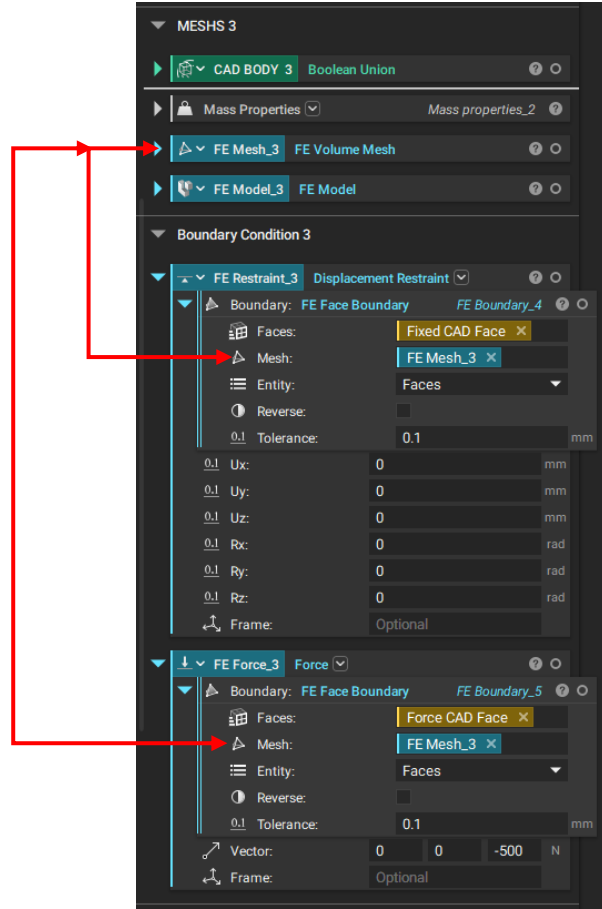 MESHS 3
CAD BODY 3 Boolean Union
Mass Properties Mass properties_2
FE Mesh_3 FE Volume Mesh
FE Model_3 FE Model
Boundary Condition 3
FE Restraint_3 Displacement Restraint
Boundary: FE Face Boundary FE Boundary_4
Faces: Fixed CAD Face
Mesh: FE Mesh_3
Entity: Faces
Reverse:
0.1 Tolerance: 0.1 mm
0.1 Ux: 0 mm
0.1 Uy: 0 mm
0.1 Uz: 0 mm
0.1 Rx: 0 rad
0.1 Ry: 0 rad
0.1 Rz: 0 rad
Frame: Optional
FE Force_3 Force
Boundary: FE Face Boundary FE Boundary_5
Faces: Force CAD Face
Mesh: FE Mesh_3
Entity: Faces
Reverse:
0.1 Tolerance: 0.1 mm
Vector: 0 0 -500 N
Frame: Optional